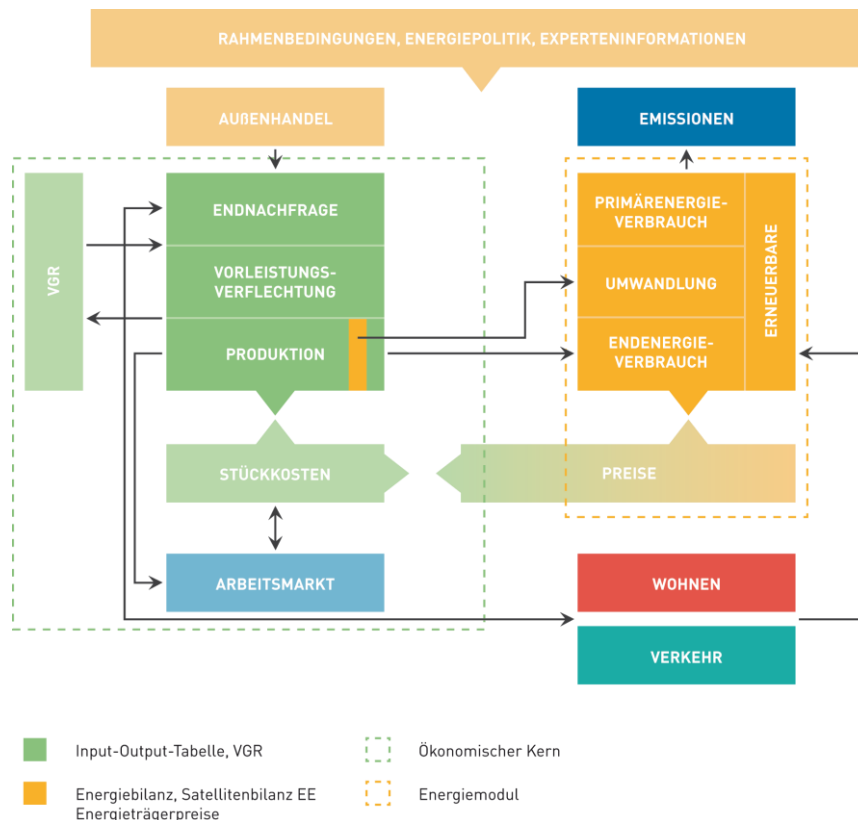 RAHMENBEDINGUNGEN, ENERGIEPOLITIK, EXPERTENINFORMATIONEN
AUßENHANDEL
EMISSIONEN
VGR
ENDNACHFRAGE
VORLEISTUNGS-
VERFLECHTUNG
PRODUKTION
PRIMÄRENERGIE-
VERBRAUCH
UMWANDLUNG
ENDENERGIE-
VERBRAUCH
ERNEUERBARE
STÜCKKOSTEN
PREISE
ARBEITSMARKT
WOHNEN
VERKEHR
Input-Output-Tabelle, VGR
Ökonomischer Kern
Energiebilanz, Satellitenbilanz EE
Energieträgerpreise
Energiemodul